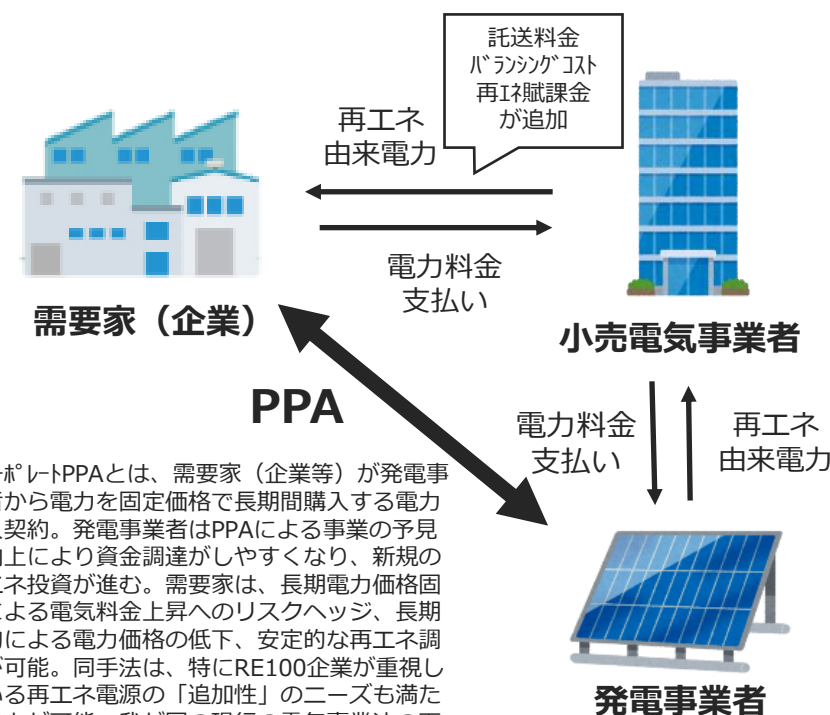 託送料金
ﾊﾞﾗﾝｼﾝｸﾞｺｽﾄ
再ｴﾈ賦課金
が追加
再エネ
由来電力
電力料金
支払い
需要家（企業）
小売電気事業者
PPA
電力料金
支払い
再エネ
由来電力
発電事業者
ｰﾎﾟﾚｰﾄPPAとは、需要家（企業等）が発電事
から電力を固定価格で長期間購入する電力
契約。発電事業者はPPAによる事業の予見
上により資金調達がしやすくなり、新規の
ネ投資が進む。需要家は、長期電力価格固
による電気料金上昇へのリスクヘッジ、長期
による電力価格の低下、安定的な再エネ調
可能。同手法は、特にRE100企業が重視し
いる再エネ電源の「追加性」のニーズも満た